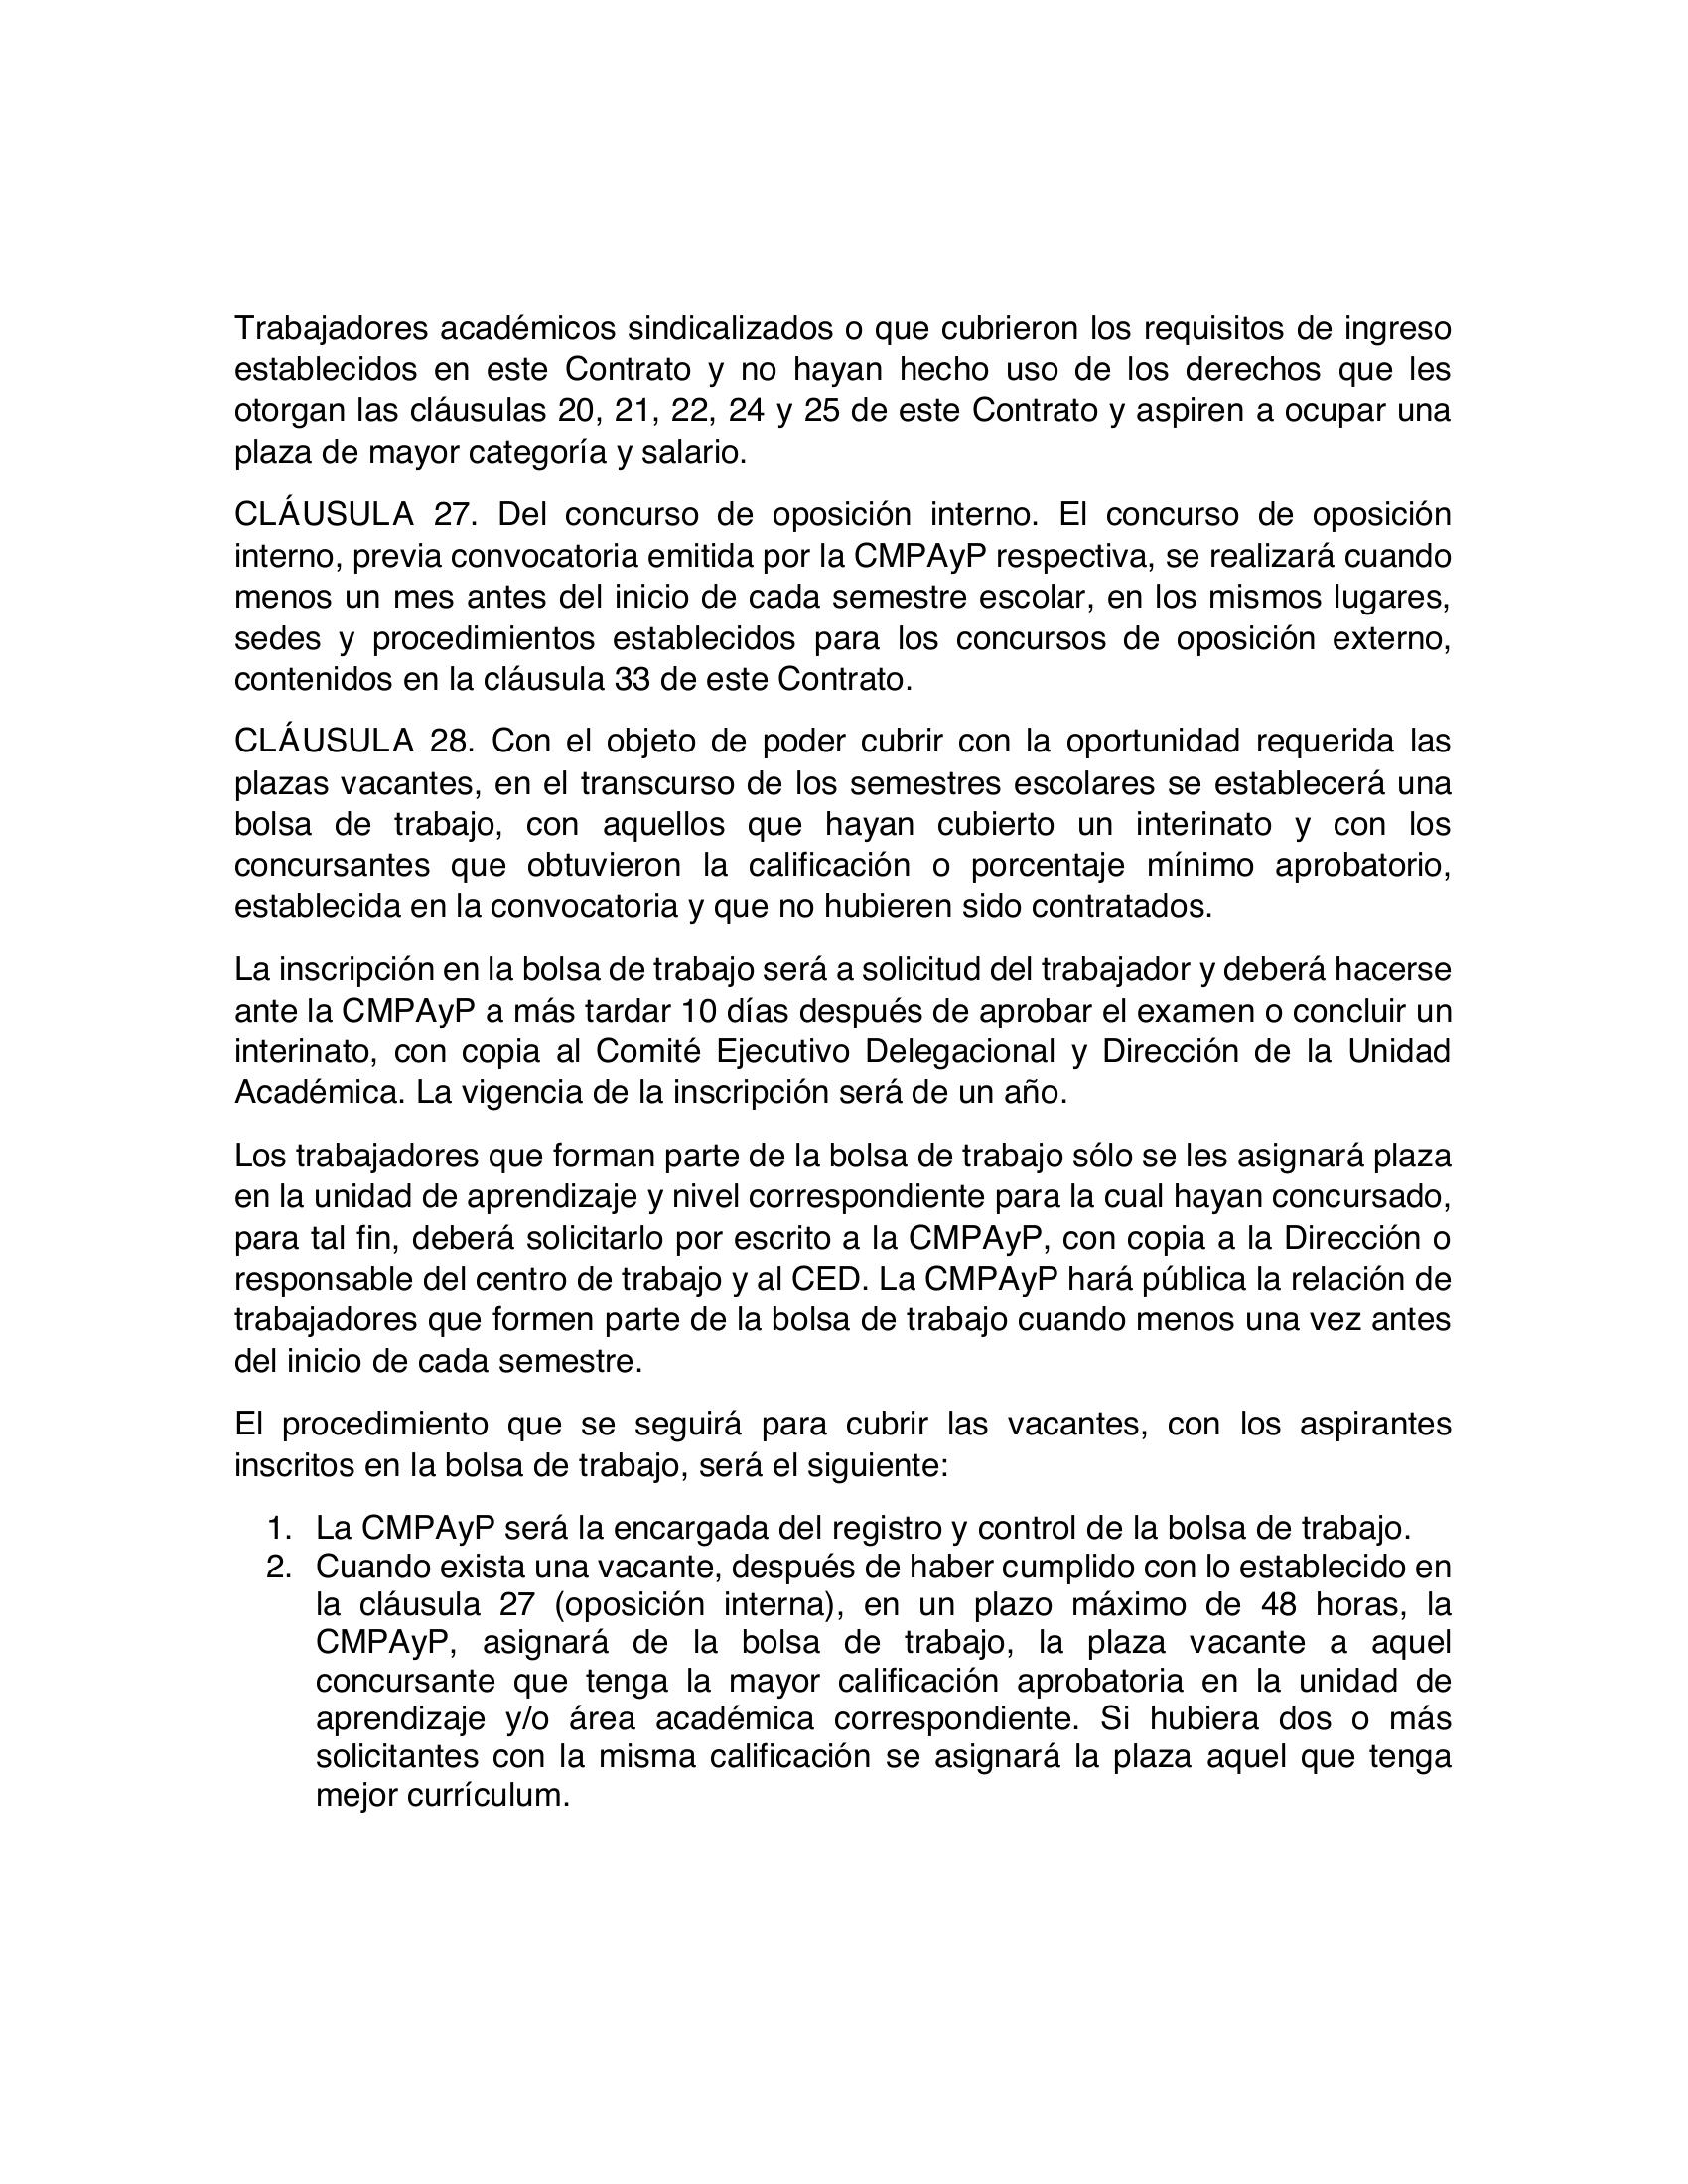 Trabajadores académicos sindicalizados o que cubrieron los requisitos de ingreso
establecidos en este Contrato y no hayan hecho uso de los derechos que les
otorgan las cláusulas 20, 21, 22, 24 y 25 de este Contrato y aspiren a ocupar una
plaza de mayor categoría y salario.
CLÁUSULA 27. Del concurso de oposición interno. El concurso de oposición
interno, previa convocatoria emitida por la CMPAyP respectiva, se realizará cuando
menos un mes antes del inicio de cada semestre escolar, en los mismos lugares,
sedes y procedimientos establecidos para los concursos de oposición externo,
contenidos en la cláusula 33 de este Contrato.
CLÁUSULA 28. Con el objeto de poder cubrir con la oportunidad requerida las
plazas vacantes, en el transcurso de los semestres escolares se establecerá una
bolsa de trabajo, con aquellos que hayan cubierto un interinato y con los
concursantes que obtuvieron la calificación o porcentaje mínimo aprobatorio,
establecida en la convocatoria y que no hubieren sido contratados.
La inscripción en la bolsa de trabajo será a solicitud del trabajador y deberá hacerse
ante la CMPAyP a más tardar 10 días después de aprobar el examen o concluir un
interinato, con copia al Comité Ejecutivo Delegacional y Dirección de la Unidad
Académica. La vigencia de la inscripción será de un año.
Los trabajadores que forman parte de la bolsa de trabajo sólo se les asignará plaza
en la unidad de aprendizaje y nivel correspondiente para la cual hayan concursado,
para tal fin, deberá solicitarlo por escrito a la CMPAyP, con copia a la Dirección o
responsable del centro de trabajo y al CED. La CMPAyP hará pública la relación de
trabajadores que formen parte de la bolsa de trabajo cuando menos una vez antes
del inicio de cada semestre.
El procedimiento que se seguirá para cubrir las vacantes, con los aspirantes
inscritos en la bolsa de trabajo, será el siguiente:
1. La CMPAyP será la encargada del registro y control de la bolsa de trabajo.
2. Cuando exista una vacante, después de haber cumplido con lo establecido en
la cláusula 27 (oposición interna), en un plazo máximo de 48 horas, la
CMPAyP, asignará de la bolsa de trabajo, la plaza vacante a aquel
concursante que tenga la mayor calificación aprobatoria en la unidad de
aprendizaje y/o área académica correspondiente. Si hubiera dos o más
solicitantes con la misma calificación se asignará la plaza aquel que tenga
mejor currículum.